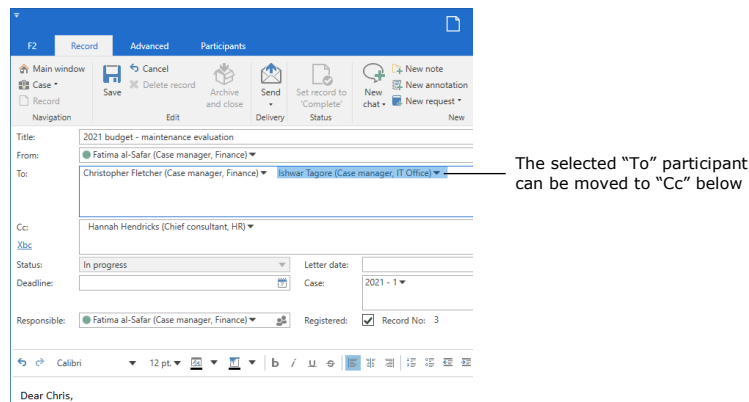 F2 Record Advanced Participants
Main window
Case
Record
Navigation
Save
Cancel
Delete record
Archive
and close
Edit
Send
Delivery
Set record to
'Complete'
Status
New
chat
New note
New annotation
New request
New
Title: 2021 budget - maintenance evaluation
From: Fatima al-Safar (Case manager, Finance)
To: Christopher Fletcher (Case manager, Finance) Ishwar Tagore (Case manager, IT Office)
The selected “To” participant
can be moved to “Cc” below
Cc: Hannah Hendricks (Chief consultant, HR)
Xbc
Status: In progress Letter date:
Deadline: Case: 2021 - 1
Responsible: Fatima al-Safar (Case manager, Finance) Registered: Record No: 3
Calibri 12 pt. b i u s
Dear Chris,